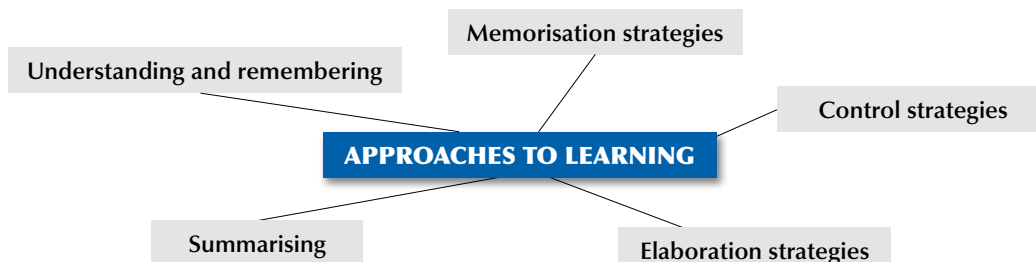 Memorisation strategies
Understanding and remembering
Control strategies
APPROACHES TO LEARNING
Summarising
Elaboration strategies